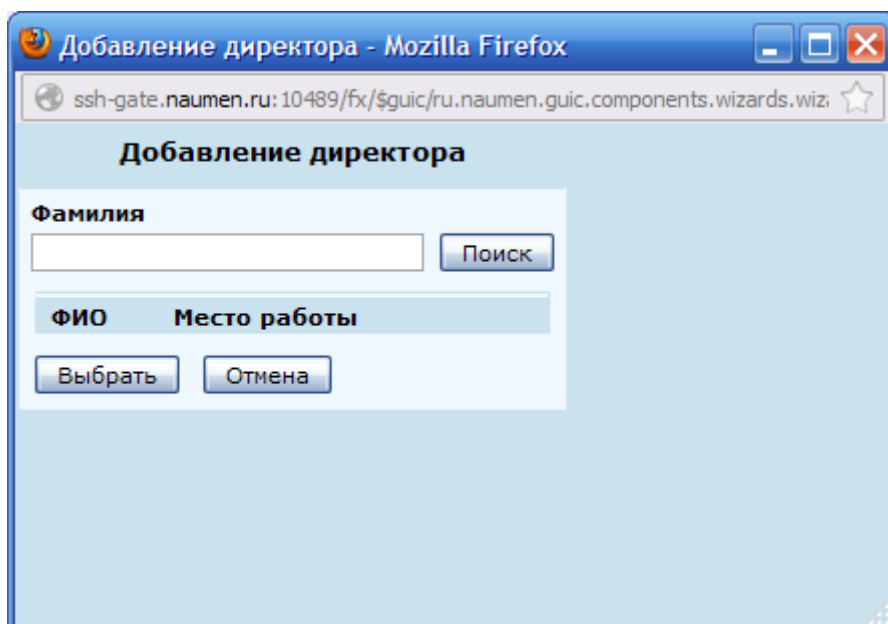 Добавление директора - Mozilla Firefox
ssh-gate.naumen.ru:10489/fx/$guic/ru.naumen.guic.components.wizards.wiz
Добавление директора
Фамилия
Поиск
ФИО Место работы
Выбрать Отмена